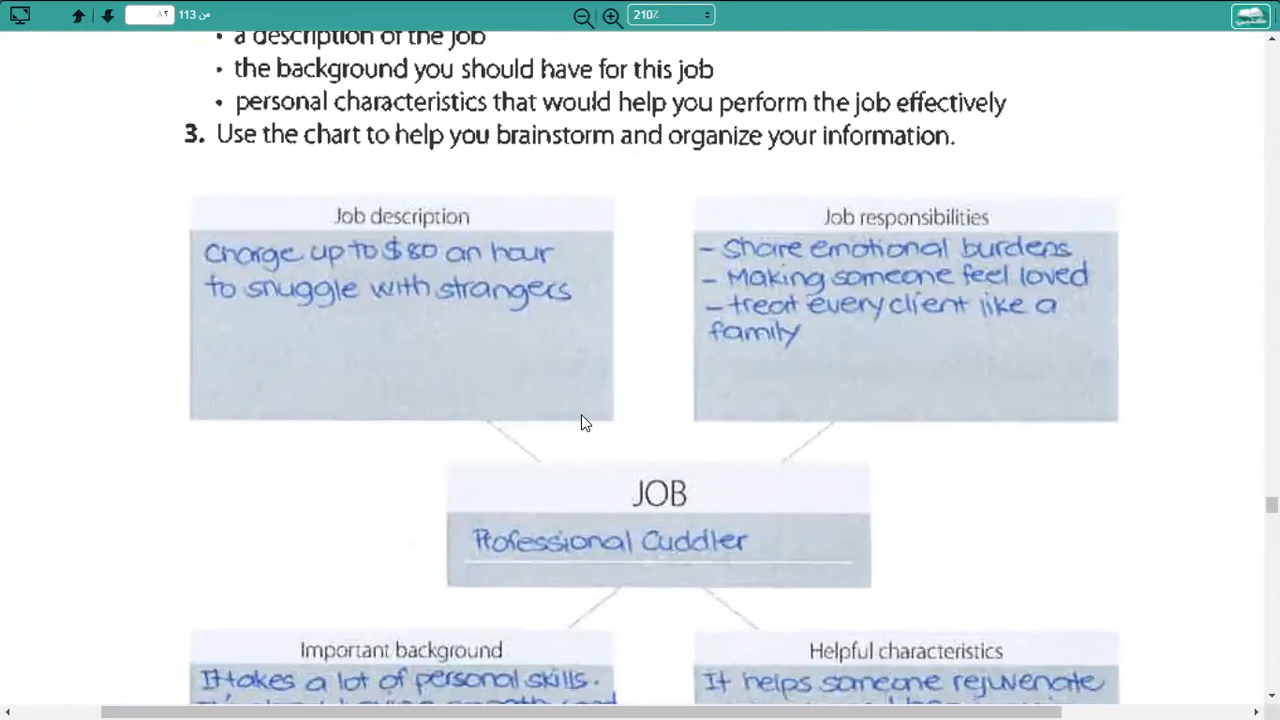 ٨٢
من 113
210٪
كتبي
• a description of the job
• the background you should have for this job
• personal characteristics that would help you perform the job effectively
3. Use the chart to help you brainstorm and organize your information.
Job description
Charge up to $80 an hour
to snuggle with strangers
Job responsibilities
- Share emotional burdens
- Making someone feel loved
- treat every client like a
family
JOB
Professional Cuddler
Important background
It takes a lot of personal skills.
Helpful characteristics
It helps someone rejuvenate